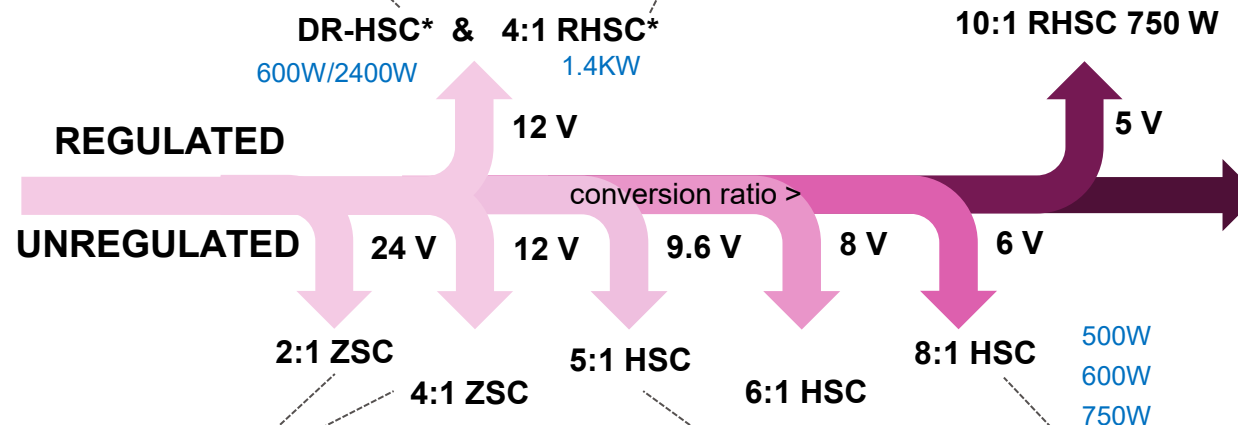 DR-HSC* & 4:1 RHSC*
10:1 RHSC 750 W
600W/2400W
1.4KW
12 V
5 V
REGULATED
conversion ratio >
UNREGULATED
24 V
12 V
9.6 V
8 V
6 V
2:1 ZSC
4:1 ZSC
5:1 HSC
6:1 HSC
8:1 HSC
500W
600W
750W